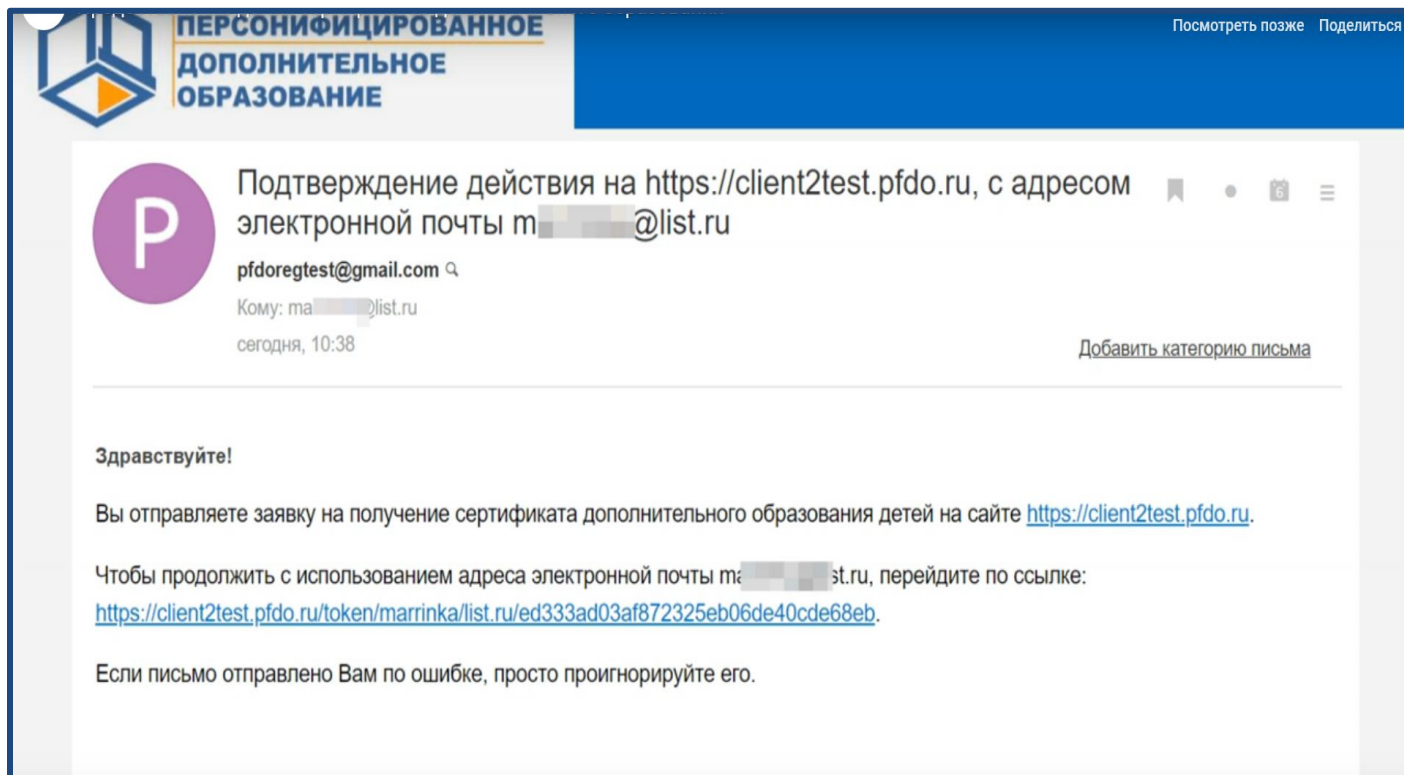 ПЕРСОНИФИЦИРОВАННОЕ
ДОПОЛНИТЕЛЬНОЕ
ОБРАЗОВАНИЕ
Посмотреть позже Поделиться
Подтверждение действия на https://client2test.pfdo.ru, с адресом
электронной почты m @list.ru
P
pfdoregtest@gmail.com
Кому: ma list.ru
сегодня, 10:38
6
Добавить категорию письма
Здравствуйте!
Вы отправляете заявку на получение сертификата дополнительного образования детей на сайте https://client2test.pfdo.ru.
Чтобы продолжить с использованием адреса электронной почты ma st.ru, перейдите по ссылке:
https://client2test.pfdo.ru/token/marrinka/list.ru/ed333ad03af872325eb06de40cde68eb.
Если письмо отправлено Вам по ошибке, просто проигнорируйте его.